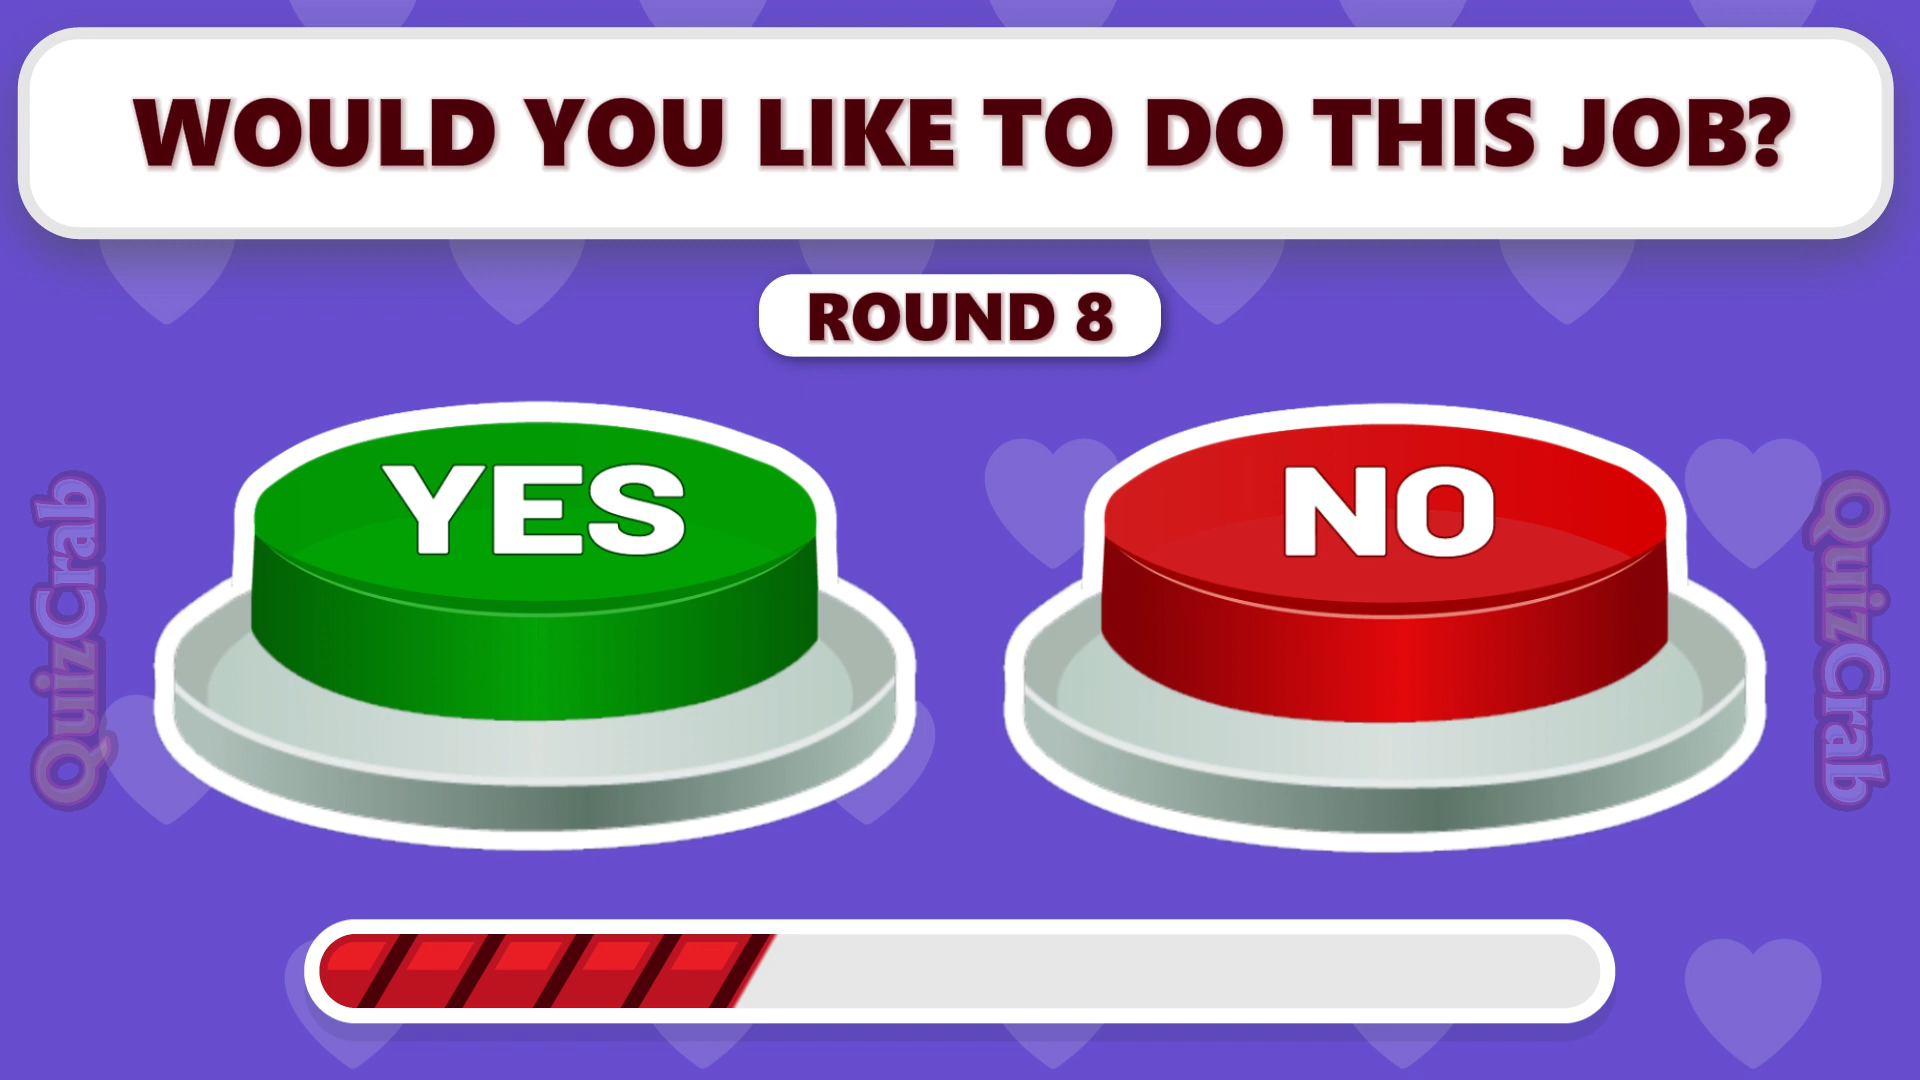 WOULD YOU LIKE TO DO THIS JOB?
ROUND 8
YES
NO
QuizCrab
QuizCrab